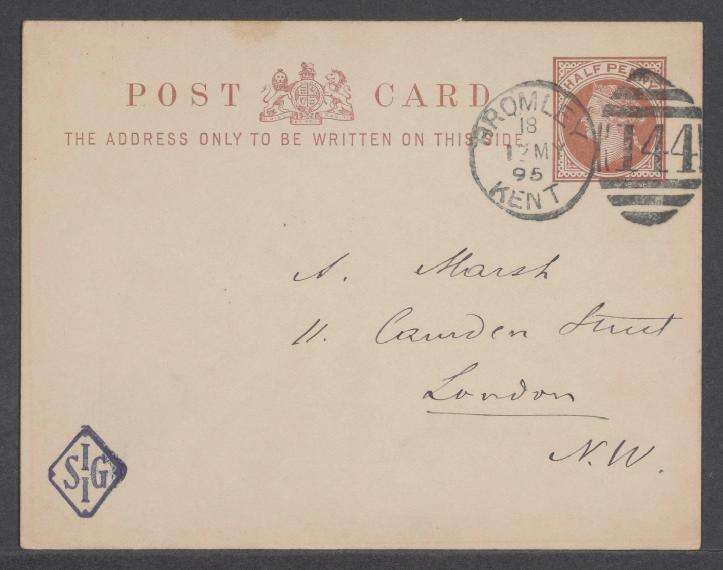 POST CARD
THE ADDRESS ONLY TO BE WRITTEN ON THIS SIDE
HALF PENNY
BROMLEY
18
12 MY
95
KENT
144
A. Marsh
11. Camden Street
London
N.W.
I
SG
I